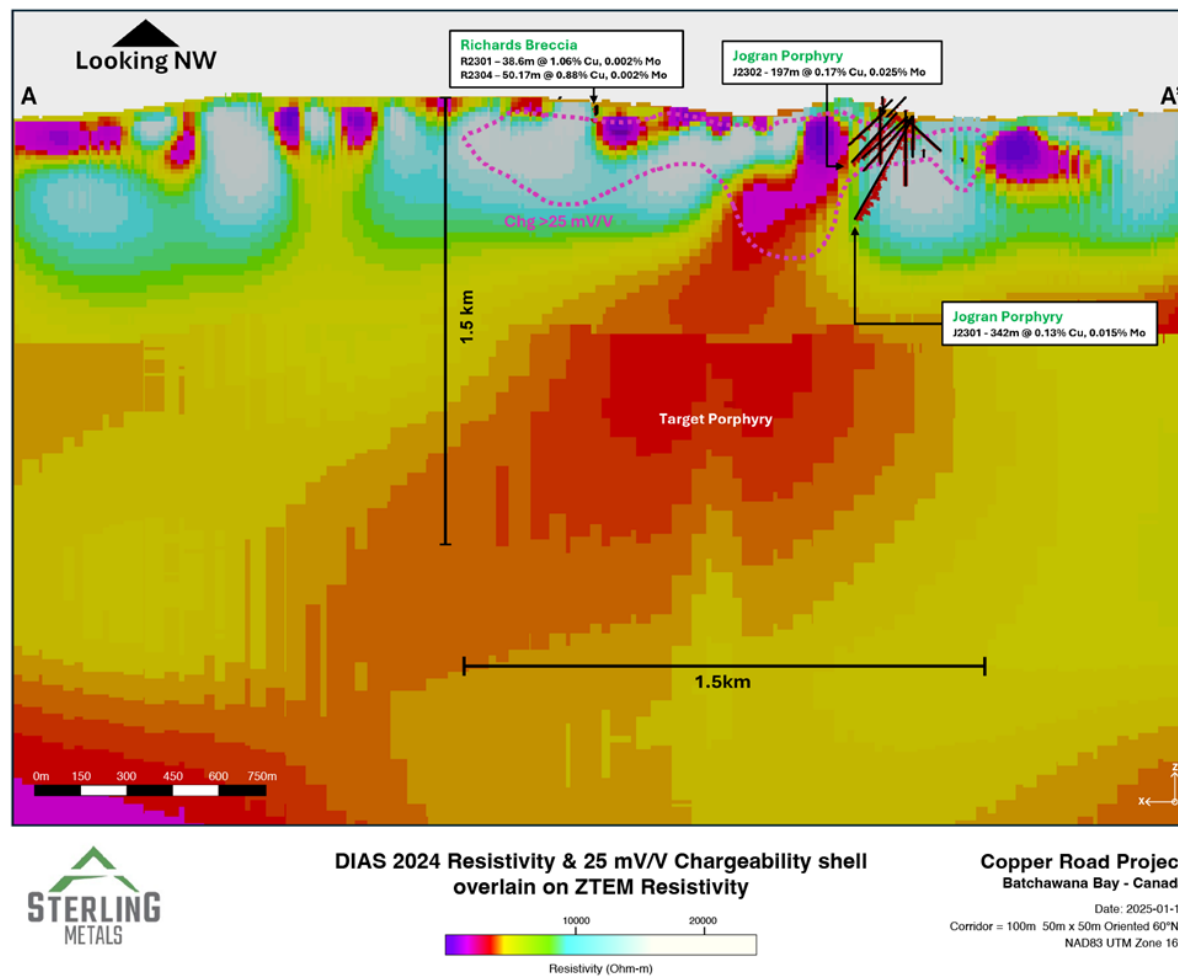 Looking NW
Richards Breccia
R2301 – 38.6m @ 1.06% Cu, 0.002% Mo
R2304 – 50.17m @ 0.88% Cu, 0.002% Mo
Jogran Porphyry
J2302 - 197m @ 0.17% Cu, 0.025% Mo
A
A'
Chg >25 mV/V
1.5 km
Jogran Porphyry
J2301 - 342m @ 0.13% Cu, 0.015% Mo
Target Porphyry
1.5km
0m 150 300 450 600 750m
Z
X
STERLING
METALS
DIAS 2024 Resistivity & 25 mV/V Chargeability shell
overlain on ZTEM Resistivity
10000 20000
Resistivity (Ohm-m)
Copper Road Projec
Batchawana Bay - Canad
Date: 2025-01-1
Corridor = 100m 50m x 50m Oriented 60°N
NAD83 UTM Zone 16